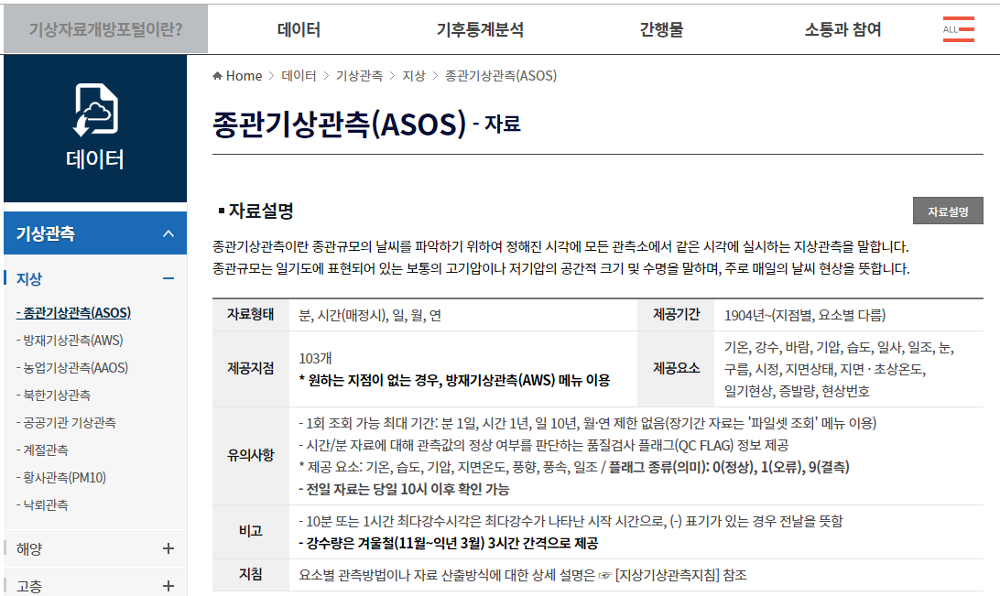 기상자료개방포털이란?
데이터
기후통계분석
간행물
소통과 참여
ALL
데이터
기상관측
지상
- 종관기상관측(ASOS)
- 방재기상관측(AWS)
- 농업기상관측(AAOS)
- 북한기상관측
- 공공기관 기상관측
- 계절관측
- 황사관측(PM10)
- 낙뢰관측
해양
고층
Home > 데이터 > 기상관측 > 지상 > 종관기상관측(ASOS)
종관기상관측(ASOS) - 자료
자료설명
자료설명
종관기상관측이란 종관규모의 날씨를 파악하기 위하여 정해진 시각에 모든 관측소에서 같은 시각에 실시하는 지상관측을 말합니다.
종관규모는 일기도에 표현되어 있는 보통의 고기압이나 저기압의 공간적 크기 및 수명을 말하며, 주로 매일의 날씨 현상을 뜻합니다.
자료형태
분, 시간(매정시), 일, 월, 연
제공기간
1904년~(지점별, 요소별 다름)
제공지점
103개
* 원하는 지점이 없는 경우, 방재기상관측(AWS) 메뉴 이용
제공요소
기온, 강수, 바람, 기압, 습도, 일사, 일조, 눈,
구름, 시정, 지면상태, 지면 · 초상온도,
일기현상, 증발량, 현상번호
유의사항
- 1회 조회 가능 최대 기간: 분 1일, 시간 1년, 일 10년, 월·연 제한 없음(장기간 자료는 '파일셋 조회' 메뉴 이용)
- 시간/분 자료에 대해 관측값의 정상 여부를 판단하는 품질검사 플래그(QC FLAG) 정보 제공
* 제공 요소: 기온, 습도, 기압, 지면온도, 풍향, 풍속, 일조 / 플래그 종류(의미): 0(정상), 1(오류), 9(결측)
- 전일 자료는 당일 10시 이후 확인 가능
비고
- 10분 또는 1시간 최다강수시각은 최다강수가 나타난 시작 시간으로, (-) 표기가 있는 경우 전날을 뜻함
- 강수량은 겨울철(11월~익년 3월) 3시간 간격으로 제공
지침
요소별 관측방법이나 자료 산출방식에 대한 상세 설명은 ☞ [지상기상관측지침] 참조